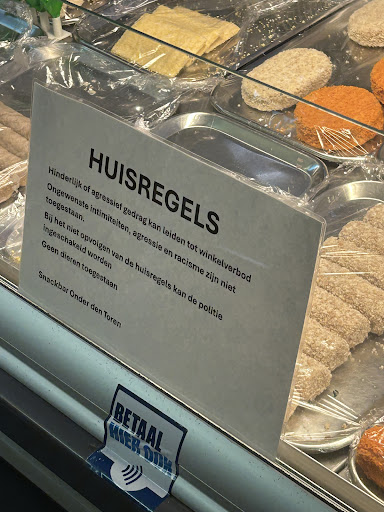 HUISREGELS
Hinderlijk of agressief gedrag kan leiden tot winkelverbod
Ongewenste intimiteiten, agressie en racisme zijn niet
toegestaan.
Bij het niet opvolgen van de huisregels kan de politie
ingeschakeld worden
Geen dieren toegestaan
Snackbar Onder den Toren
BETAAL
HIER OOK